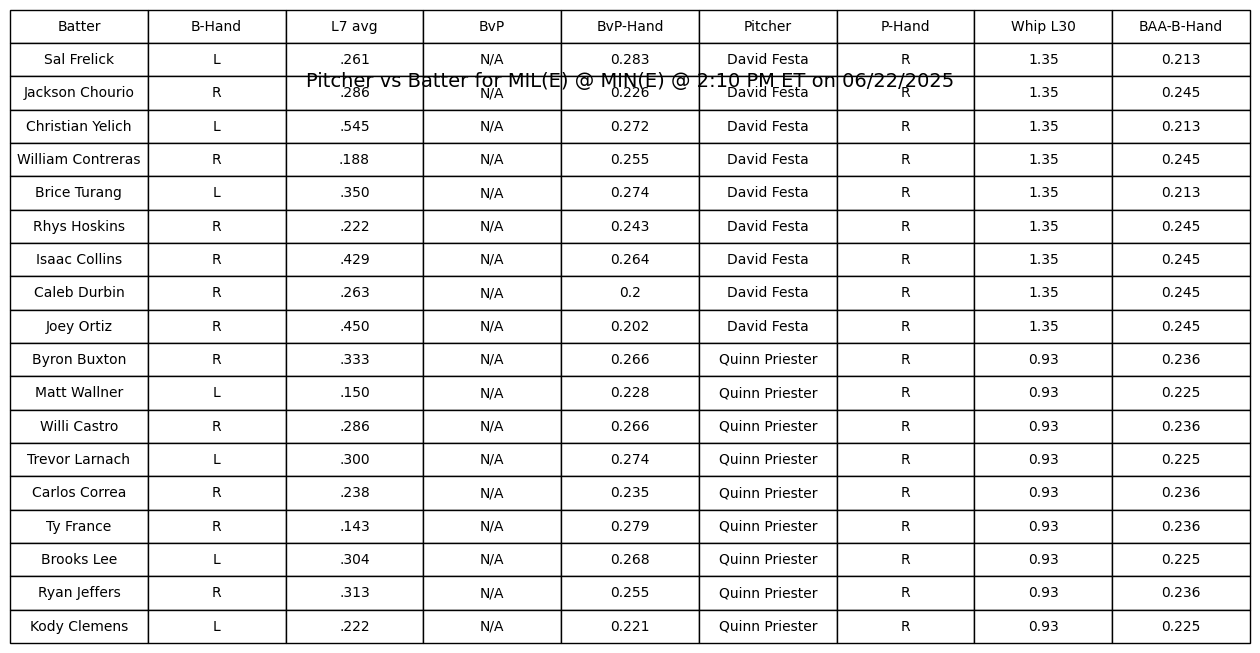 Batter B-Hand L7 avg BvP BvP-Hand Pitcher P-Hand Whip L30 BAA-B-Hand
Sal Frelick L .261 N/A 0.283 David Festa R 1.35 0.213
Pitcher vs Batter for MIL(E) @ MIN(E) @ 2:10 PM ET on 06/22/2025
Jackson Chourio R .286 N/A 0.226 David Festa R 1.35 0.245
Christian Yelich L .545 N/A 0.272 David Festa R 1.35 0.213
William Contreras R .188 N/A 0.255 David Festa R 1.35 0.245
Brice Turang L .350 N/A 0.274 David Festa R 1.35 0.213
Rhys Hoskins R .222 N/A 0.243 David Festa R 1.35 0.245
Isaac Collins R .429 N/A 0.264 David Festa R 1.35 0.245
Caleb Durbin R .263 N/A 0.2 David Festa R 1.35 0.245
Joey Ortiz R .450 N/A 0.202 David Festa R 1.35 0.245
Byron Buxton R .333 N/A 0.266 Quinn Priester R 0.93 0.236
Matt Wallner L .150 N/A 0.228 Quinn Priester R 0.93 0.225
Willi Castro R .286 N/A 0.266 Quinn Priester R 0.93 0.236
Trevor Larnach L .300 N/A 0.274 Quinn Priester R 0.93 0.225
Carlos Correa R .238 N/A 0.235 Quinn Priester R 0.93 0.236
Ty France R .143 N/A 0.279 Quinn Priester R 0.93 0.236
Brooks Lee L .304 N/A 0.268 Quinn Priester R 0.93 0.225
Ryan Jeffers R .313 N/A 0.255 Quinn Priester R 0.93 0.236
Kody Clemens L .222 N/A 0.221 Quinn Priester R 0.93 0.225